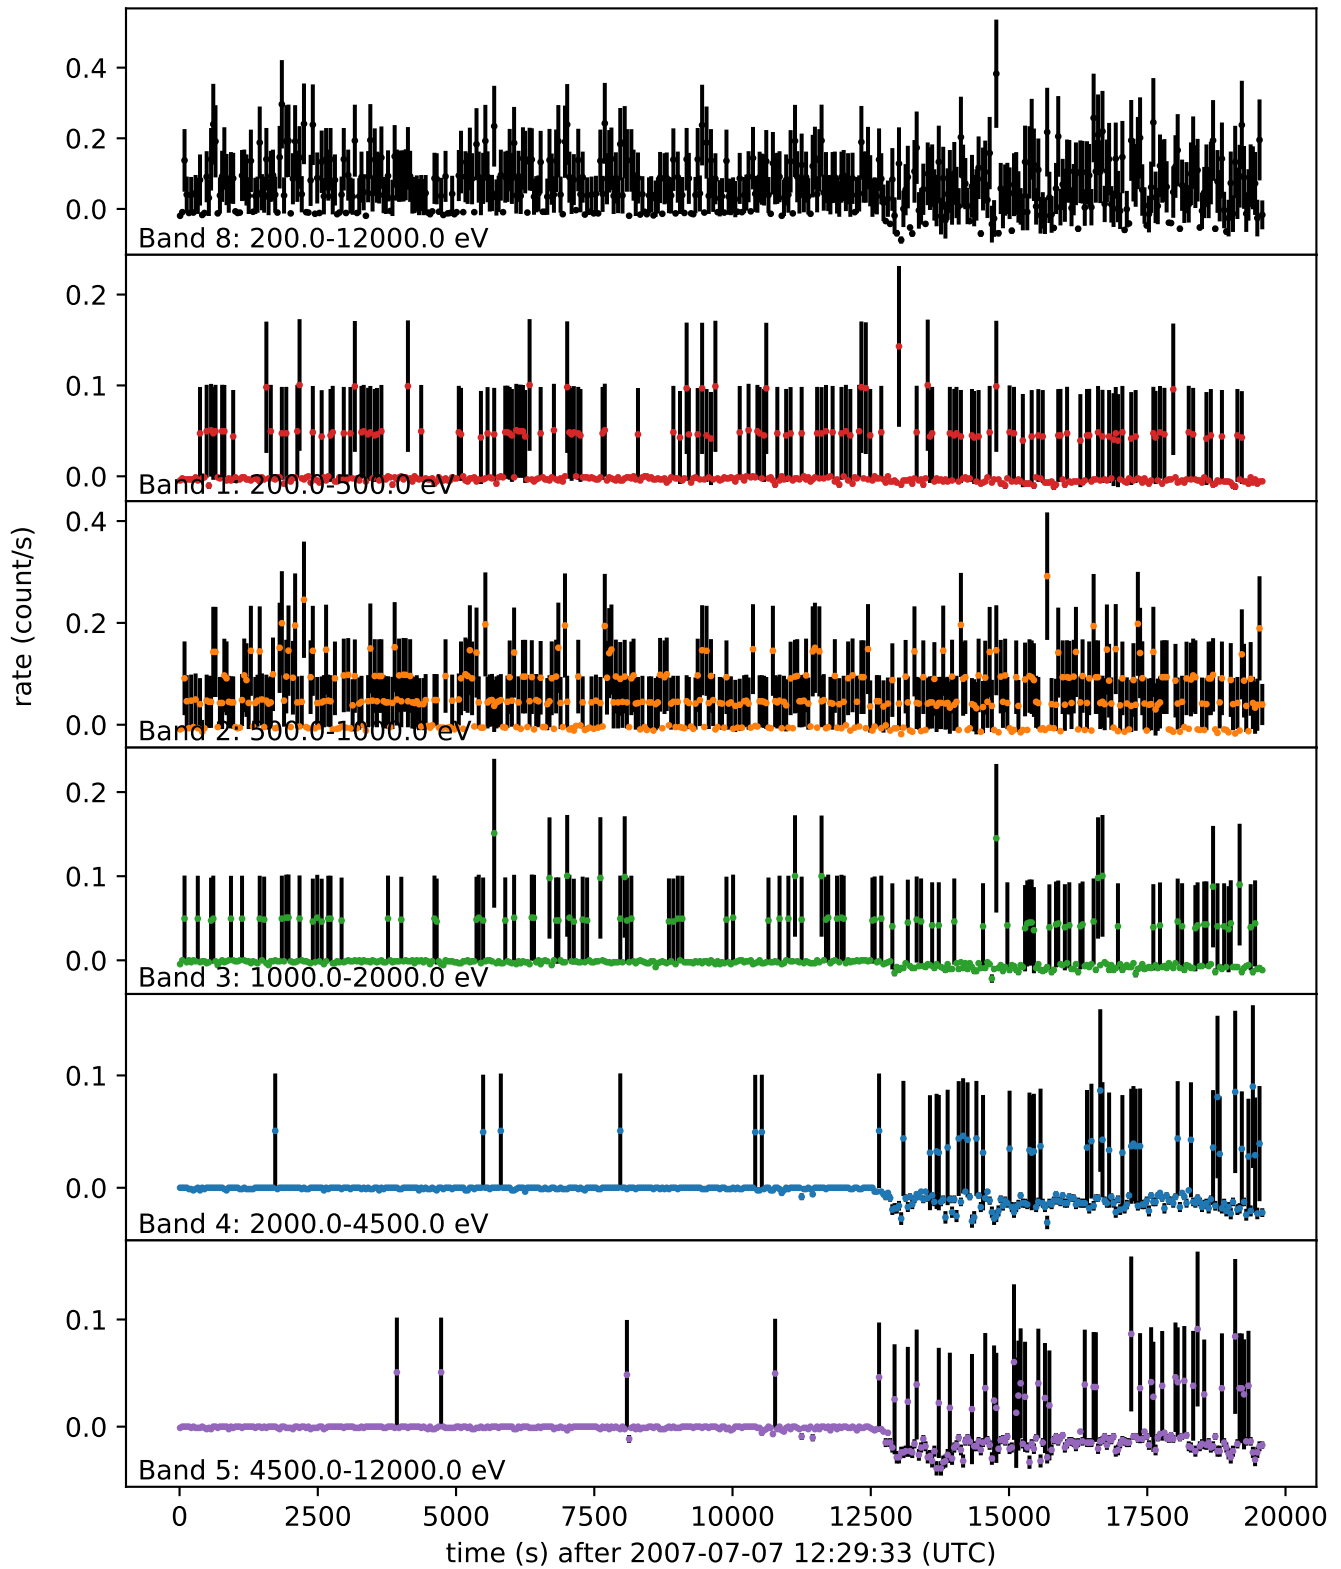 0.4
0.2
0.0
Band 8: 200.0-12000.0 eV
0.2
0.1
0.0
Band 1: 200.0-500.0 eV
rate (count/s)
0.4
0.2
0.0
Band 2: 500.0-1000.0 eV
0.2
0.1
0.0
Band 3: 1000.0-2000.0 eV
0.1
0.0
Band 4: 2000.0-4500.0 eV
0.1
0.0
Band 5: 4500.0-12000.0 eV
0 2500 5000 7500 10000 12500 15000 17500 20000
time (s) after 2007-07-07 12:29:33 (UTC)